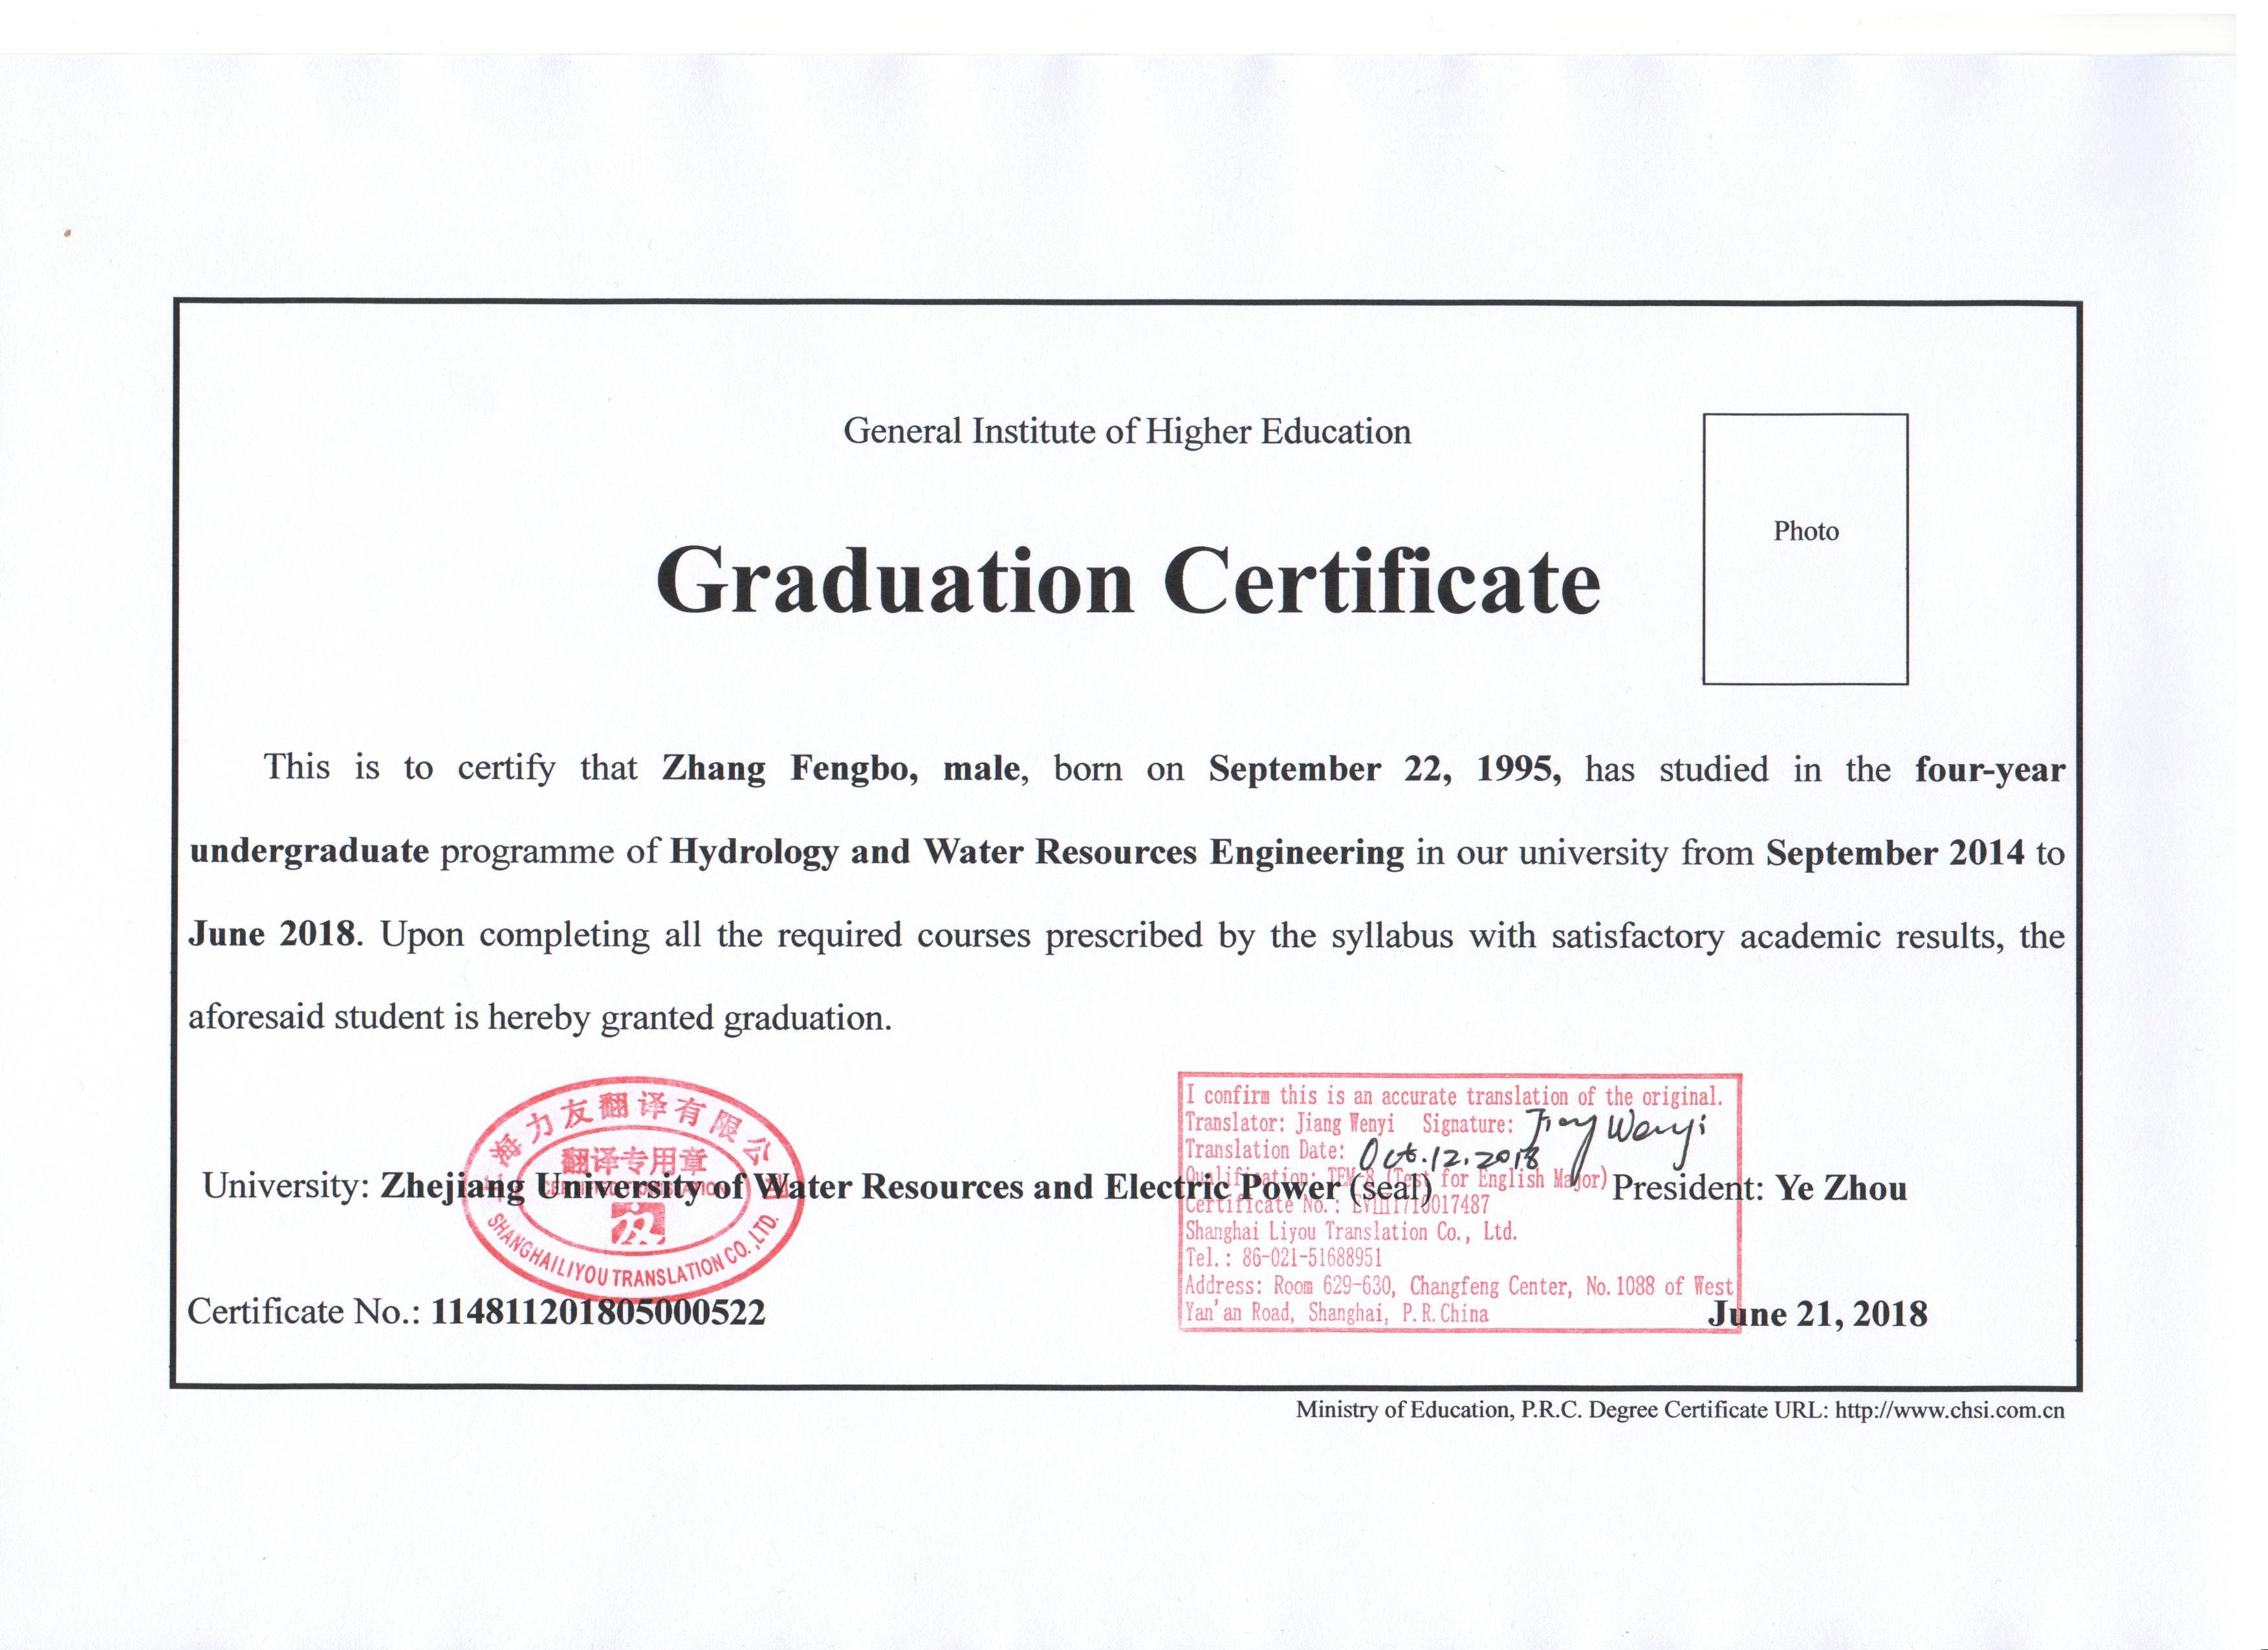 General Institute of Higher Education
Photo
Graduation Certificate
This is to certify that Zhang Fengbo, male, born on September 22, 1995, has studied in the four-year
undergraduate programme of Hydrology and Water Resources Engineering in our university from September 2014 to
June 2018. Upon completing all the required courses prescribed by the syllabus with satisfactory academic results, the
aforesaid student is hereby granted graduation.
上海力友翻译有限公司
翻译专用章
SHANGHAI LIYOU TRANSLATION CO., LTD.
I confirm this is an accurate translation of the original.
Translator: Jiang Wenyi Signature: Jiang Wenyi
Translation Date: Oct.12.2018
Qualification: TEM-8 (Test for English Major)
University: Zhejiang University of Water Resources and Electric Power (seal) President: Ye Zhou
Certificate No.:
Shanghai Liyou Translation Co., Ltd.
Tel.: 86-021-51688951
Address: Room 629-630, Changfeng Center, No.1088 of West
Yan'an Road, Shanghai, P.R.China
Certificate No.: 114811201805000522
June 21, 2018
Ministry of Education, P.R.C. Degree Certificate URL: http://www.chsi.com.cn